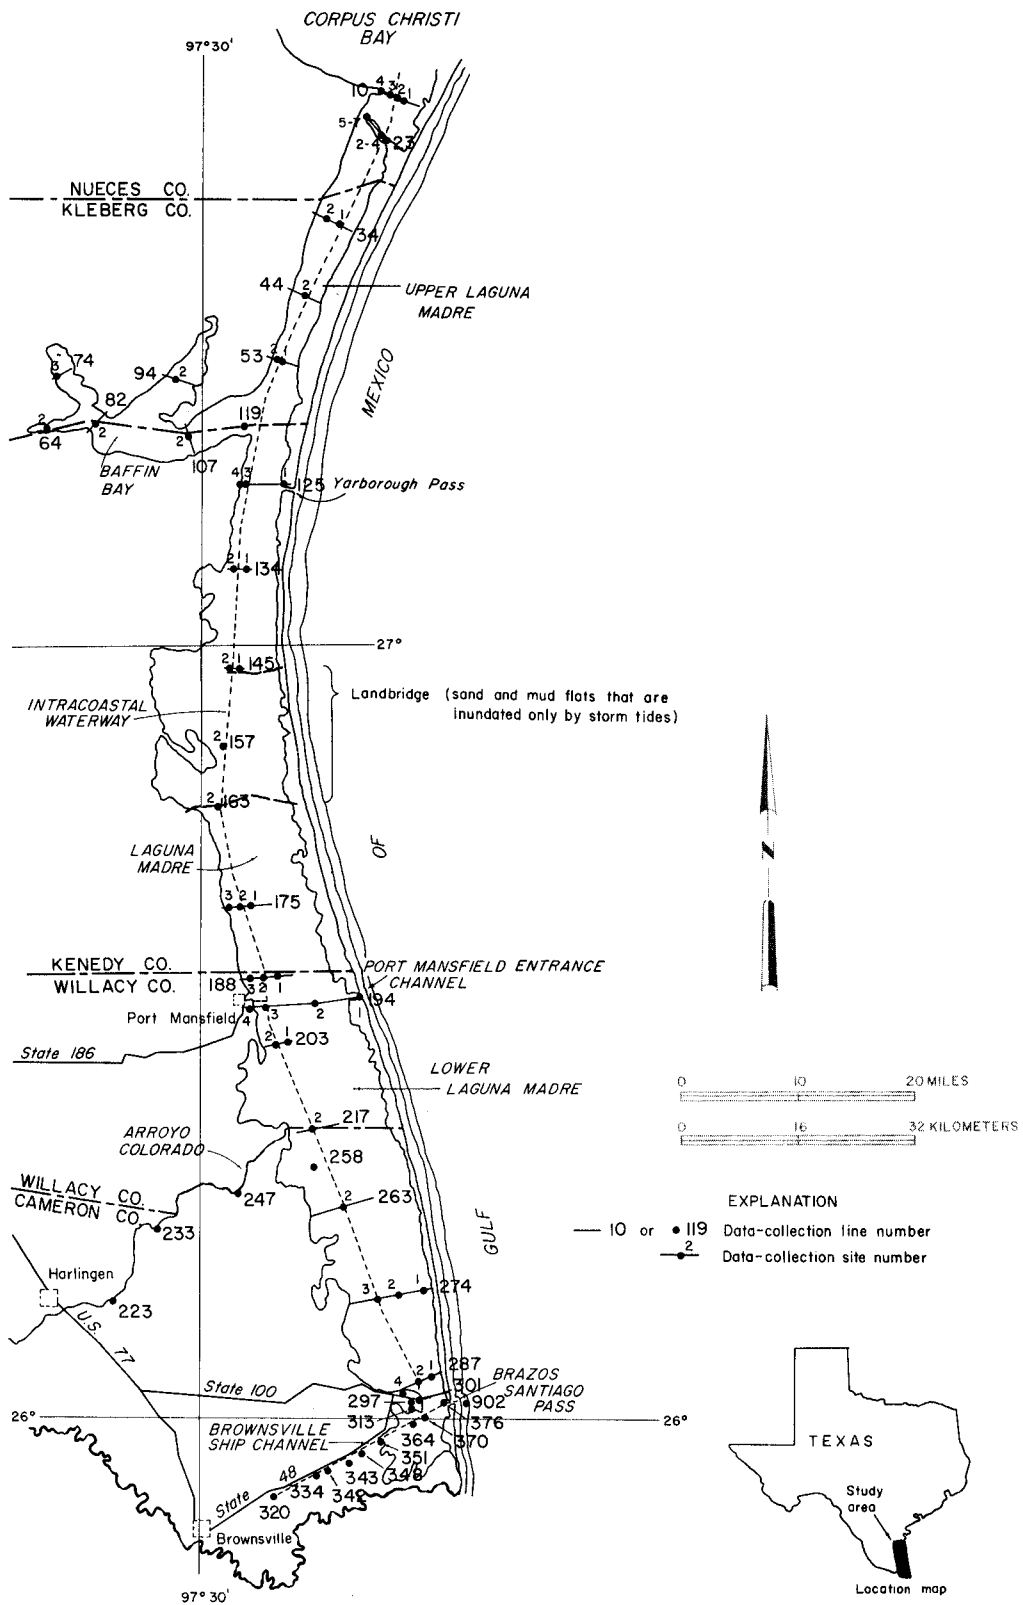 CORPUS CHRISTI
BAY
97°30'
10
4 3 2 1
5-7
2-4
23
NUECES CO.
KLEBERG CO.
2 1
34
44
2
UPPER LAGUNA
MADRE
53
2 1
MEXICO
74
3
94
2
82
2
119
2
64
2
107
BAFFIN
BAY
4 3 1
125
Yarborough Pass
2 1
134
27°
2 1
145
Landbridge (sand and mud flats that are
inundated only by storm tides)
INTRACOASTAL
WATERWAY
2
157
2
163
OF
LAGUNA
MADRE
3 2 1
175
KENEDY CO.
WILLACY CO.
PORT MANSFIELD ENTRANCE
CHANNEL
188
3 2 1
194
Port Mansfield
4 3 2 1
State 186
2 1
203
LOWER
LAGUNA MADRE
0 10 20 MILES
0 16 32 KILOMETERS
2
217
ARROYO
COLORADO
258
WILLACY CO.
CAMERON CO.
247
2
263
233
GULF
EXPLANATION
10 or 119 Data-collection line number
2 Data-collection site number
Harlingen
223
3 2 1
274
U.S. 77
287
2 1
State 100
4
301
BRAZOS
SANTIAGO
PASS
297
902
26°
313
376
26°
BROWNSVILLE
SHIP CHANNEL
364
370
351
348
343
342
334
State 48
320
Brownsville
97° 30'
TEXAS
Study
area
Location map